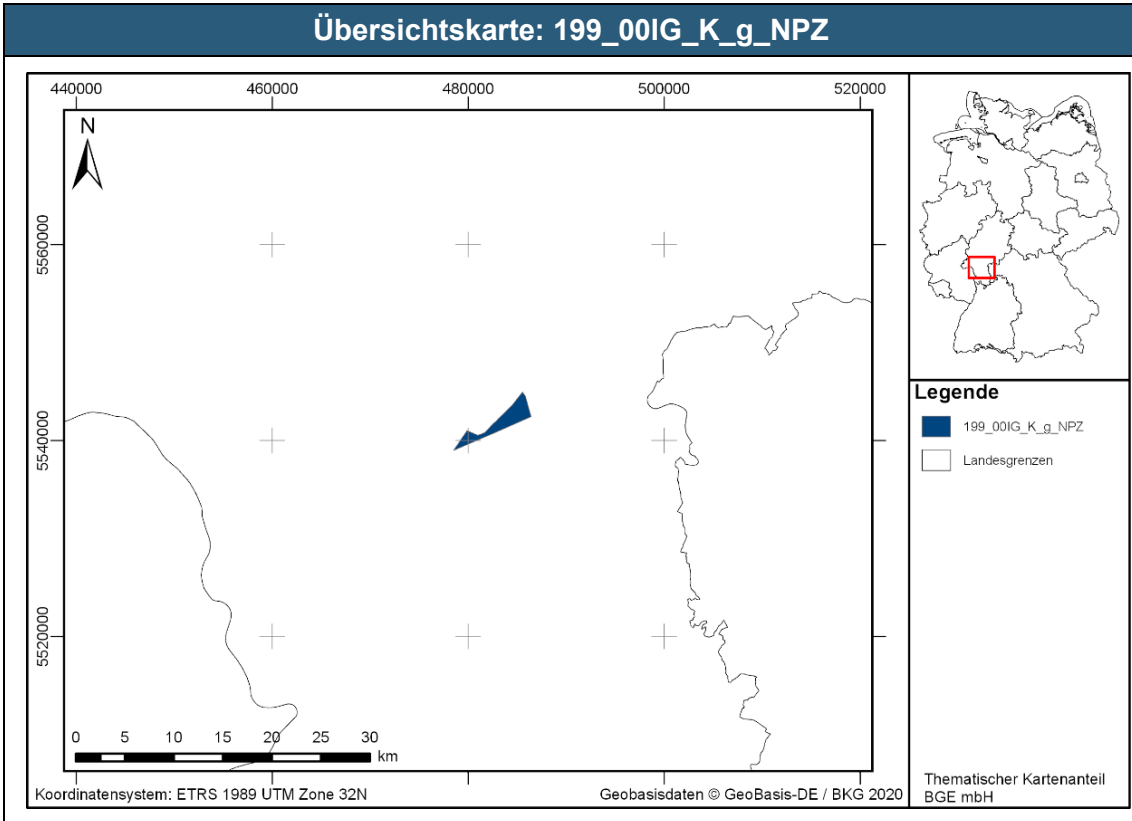 Übersichtskarte: 199_00IG_K_g_NPZ
440000 460000 480000 500000 520000
N
5560000
5540000
5520000
0 5 10 15 20 25 30
km
Koordinatensystem: ETRS 1989 UTM Zone 32N
Geobasisdaten © GeoBasis-DE / BKG 2020
Legende
199_00IG_K_g_NPZ
Landesgrenzen
Thematischer Kartenanteil
BGE mbH